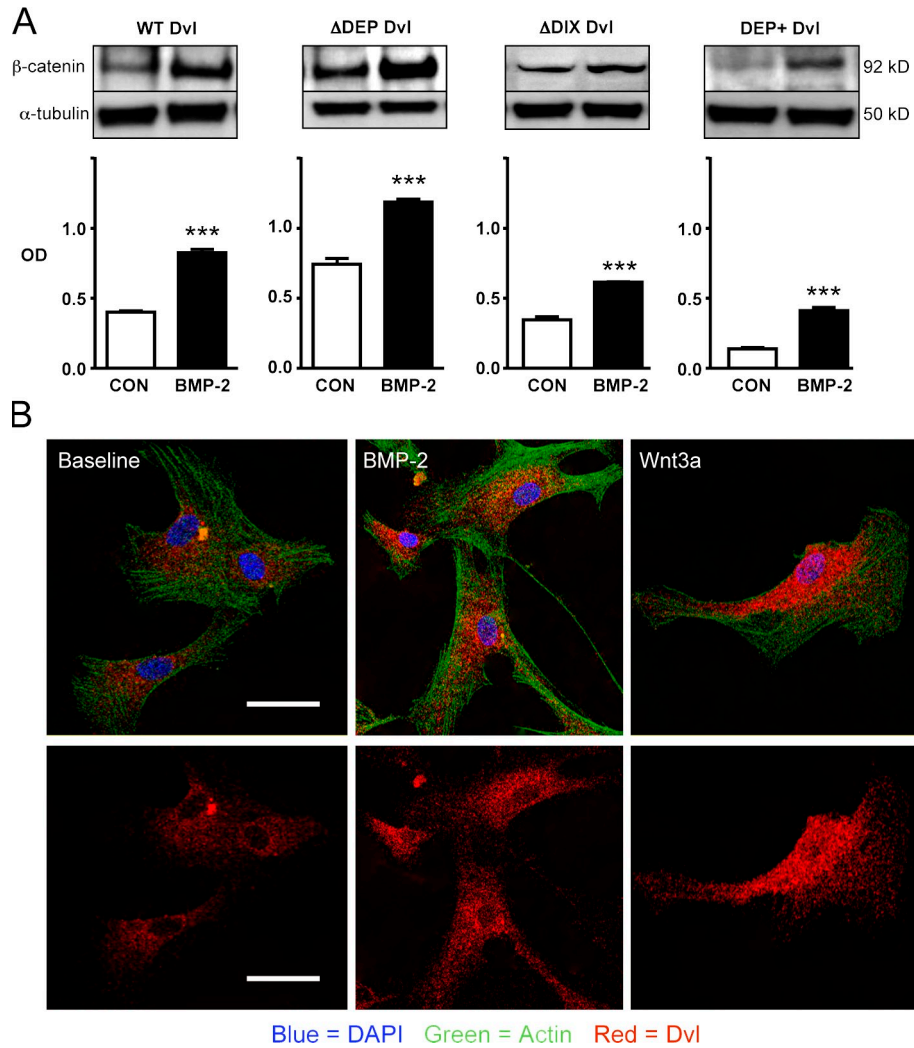 A
WT Dvl
ΔDEP Dvl
ΔDIX Dvl
DEP+ Dvl
β-catenin
92 kD
α-tubulin
50 kD
OD
1.0
0.5
0.0
***
CON
BMP-2
1.0
0.5
0.0
***
CON
BMP-2
1.0
0.5
0.0
***
CON
BMP-2
1.0
0.5
0.0
***
CON
BMP-2
B
Baseline
BMP-2
Wnt3a
Blue = DAPI Green = Actin Red = Dvl